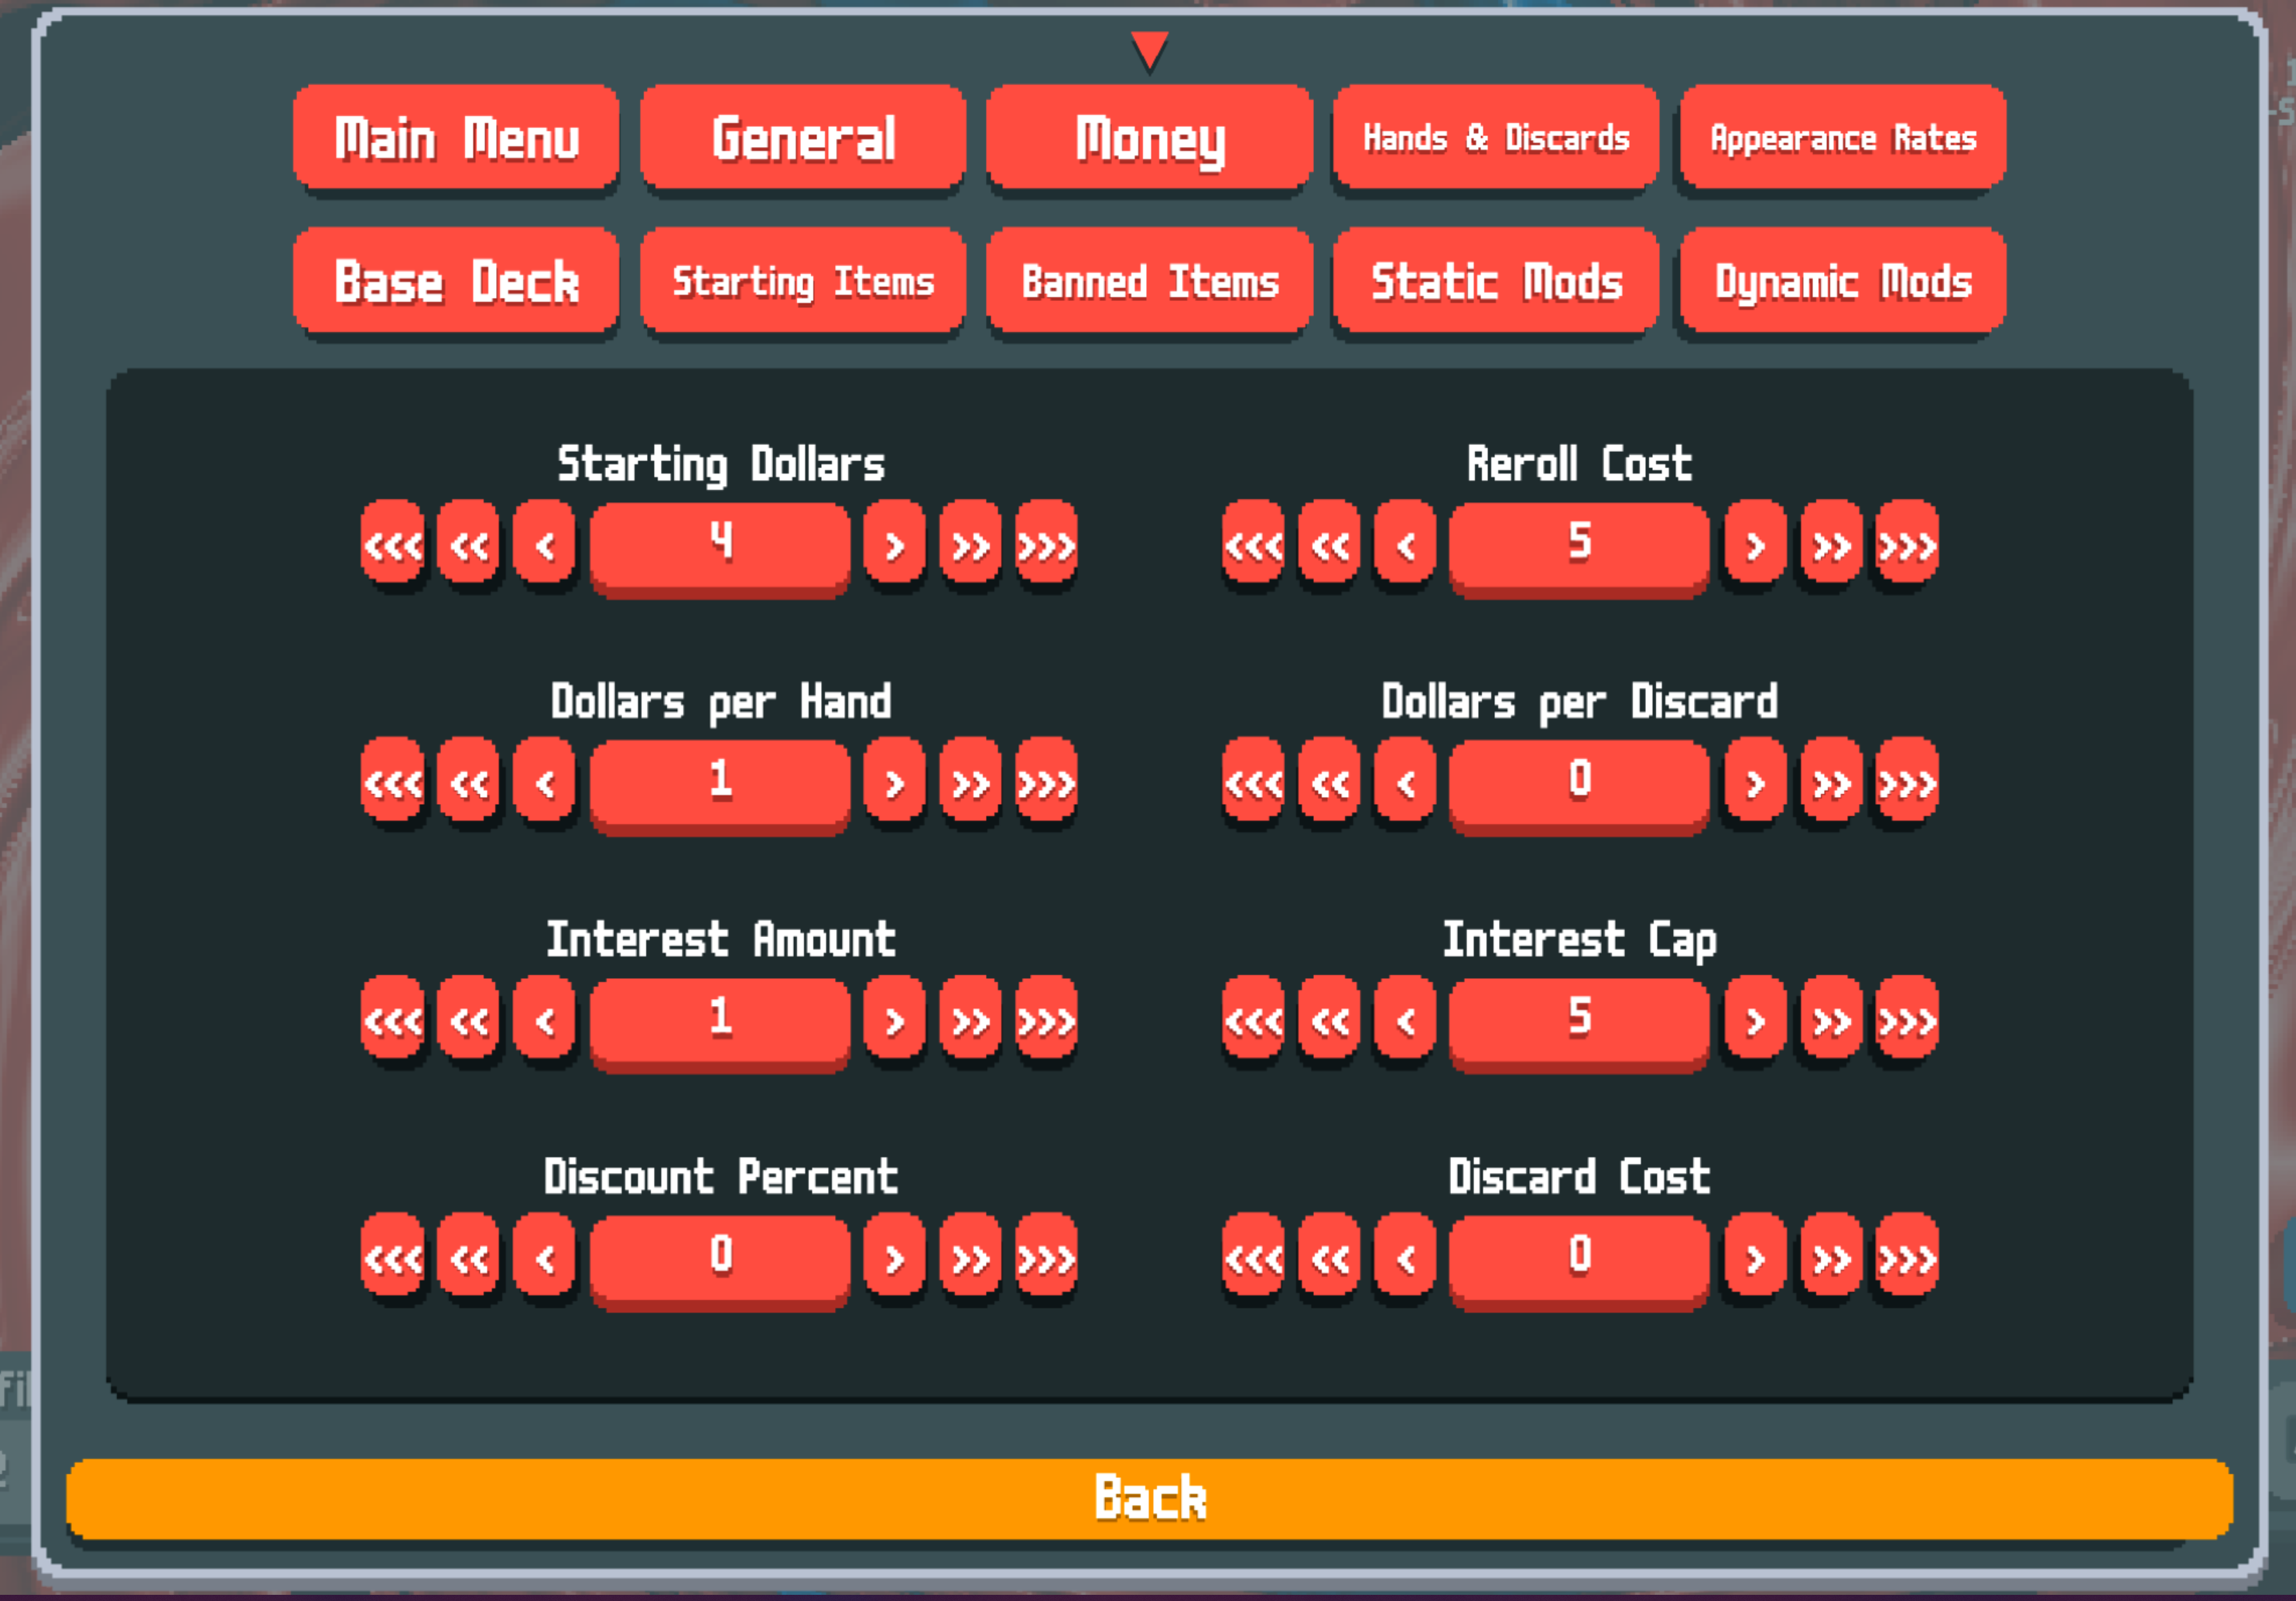 Main Menu General Money Hands & Discards Appearance Rates
Base Deck Starting Items Banned Items Static Mods Dynamic Mods
Starting Dollars Reroll Cost
<<< << < 4 > >> >>> <<< << < 5 > >> >>>
Dollars per Hand Dollars per Discard
<<< << < 1 > >> >>> <<< << < 0 > >> >>>
Interest Amount Interest Cap
<<< << < 1 > >> >>> <<< << < 5 > >> >>>
Discount Percent Discard Cost
<<< << < 0 > >> >>> <<< << < 0 > >> >>>
Back